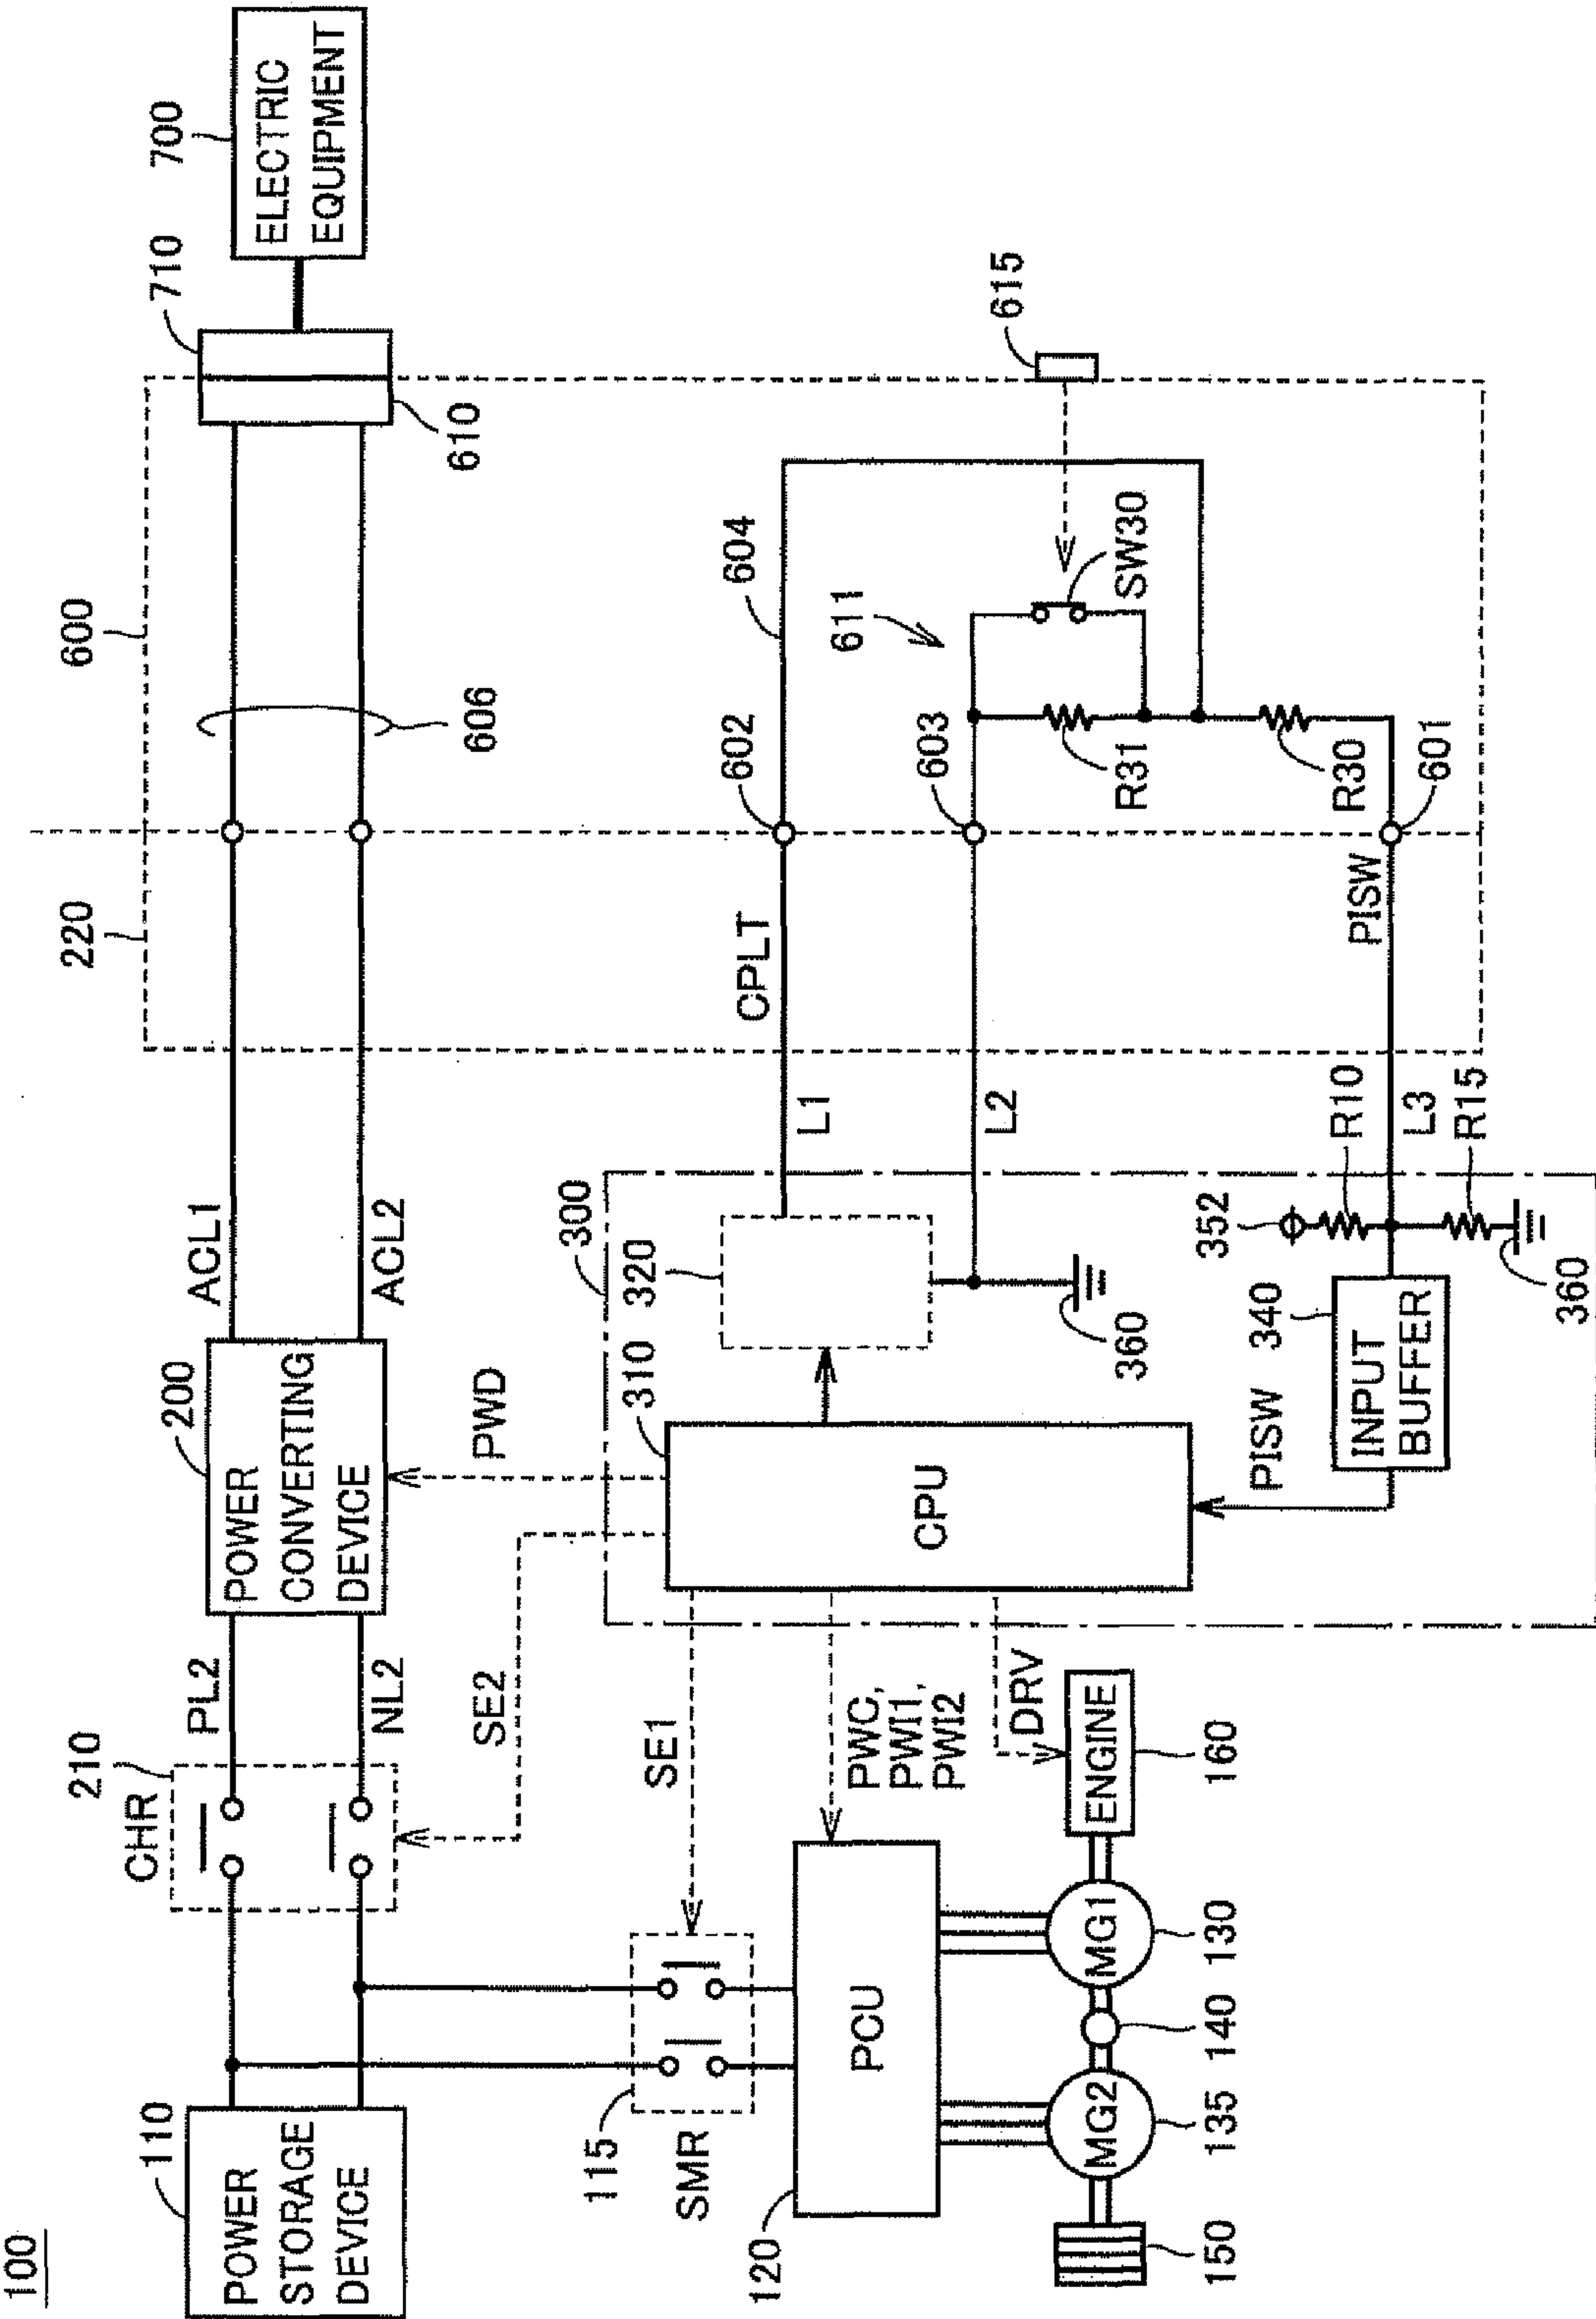 100
110
POWER
STORAGE
DEVICE
CHR
210
PL2
NL2
200
POWER
CONVERTING
DEVICE
ACL1
ACL2
220
600
606
610
710
700
ELECTRIC
EQUIPMENT
SE2
PWD
115
SMR
SE1
300
310
CPU
320
360
L1
L2
CPLT
602
603
604
611
SW30
615
R31
R30
601
PISW
120
PCU
PWC,
PWI1,
PWI2
DRV
PISW
340
INPUT
BUFFER
352
R10
L3
R15
360
150
MG2
135
140
MG1
130
ENGINE
160